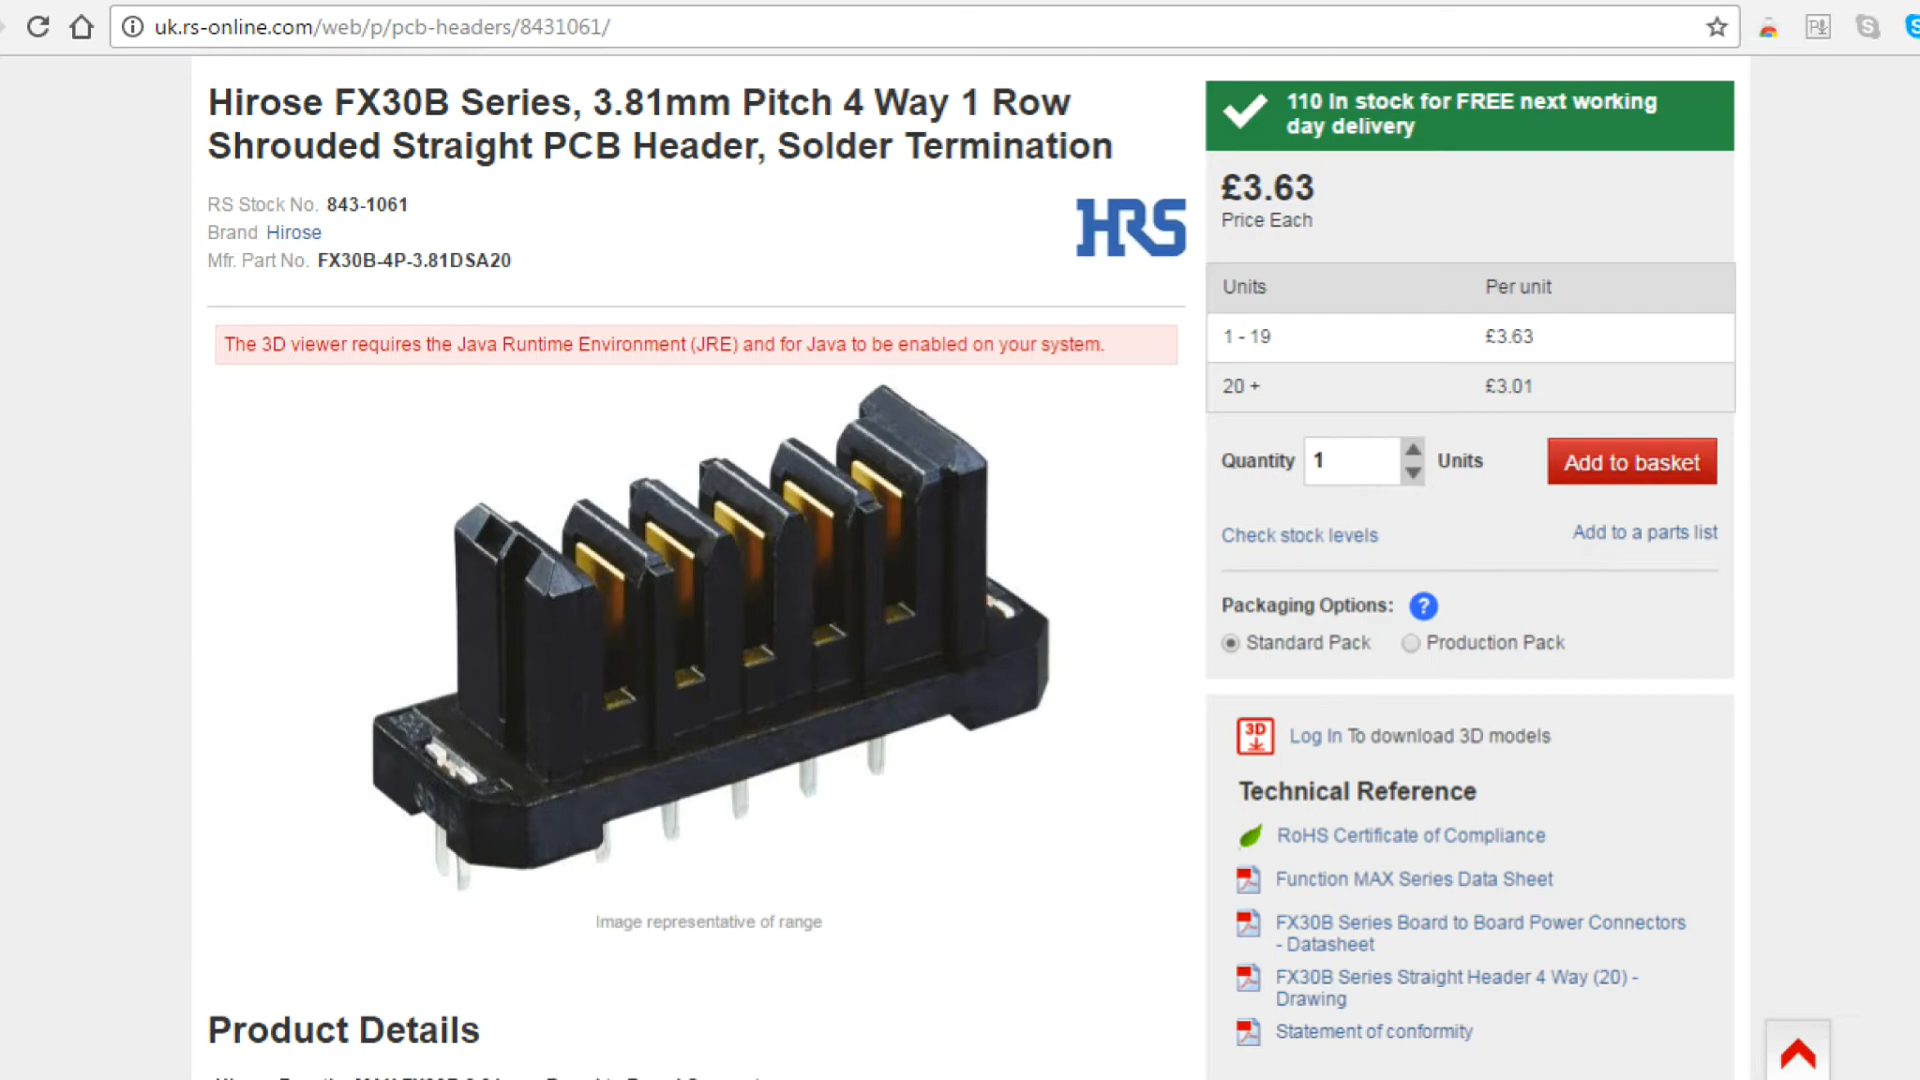 uk.rs-online.com/web/p/pcb-headers/8431061/
Hirose FX30B Series, 3.81mm Pitch 4 Way 1 Row
Shrouded Straight PCB Header, Solder Termination
RS Stock No. 843-1061
Brand Hirose
Mfr. Part No. FX30B-4P-3.81DSA20
HRS
The 3D viewer requires the Java Runtime Environment (JRE) and for Java to be enabled on your system.
Image representative of range
Product Details
110 In stock for FREE next working
day delivery
£3.63
Price Each
Units Per unit
1 - 19 £3.63
20 + £3.01
Quantity 1 Units Add to basket
Check stock levels Add to a parts list
Packaging Options: ?
Standard Pack Production Pack
3D Log In To download 3D models
Technical Reference
RoHS Certificate of Compliance
Function MAX Series Data Sheet
FX30B Series Board to Board Power Connectors
- Datasheet
FX30B Series Straight Header 4 Way (20) -
Drawing
Statement of conformity